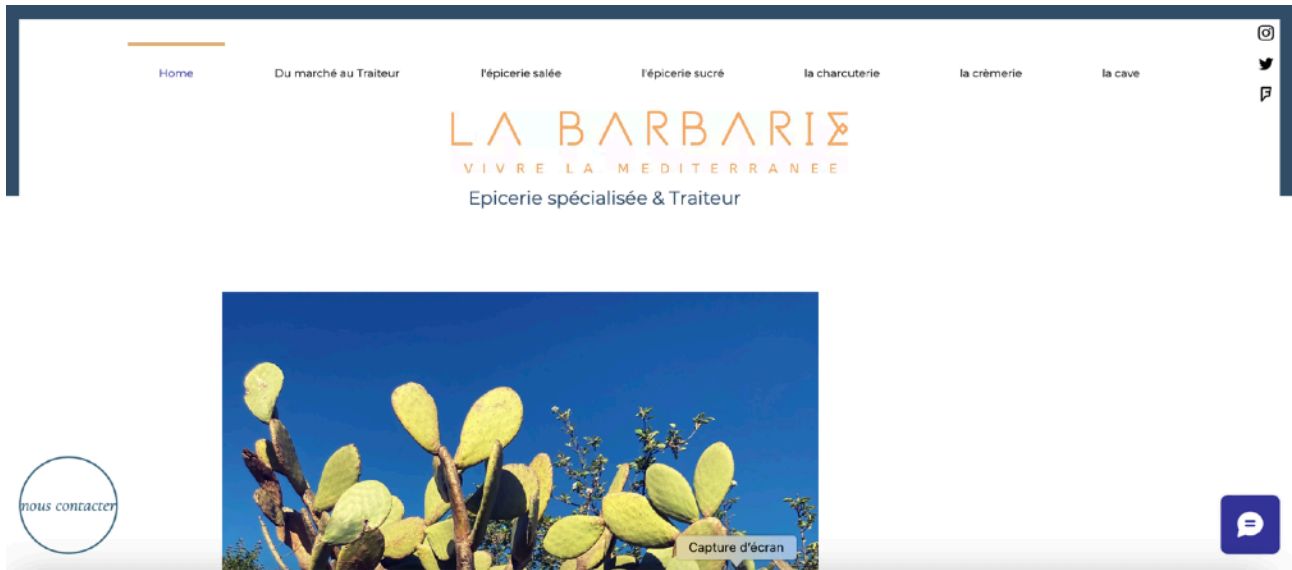 Home Du marché au Traiteur l'épicerie salée l'épicerie sucré la charcuterie la crèmerie la cave
LA BARBARIE
VIVRE LA MEDITERRANEE
Epicerie spécialisée & Traiteur
nous contacter
Capture d'écran